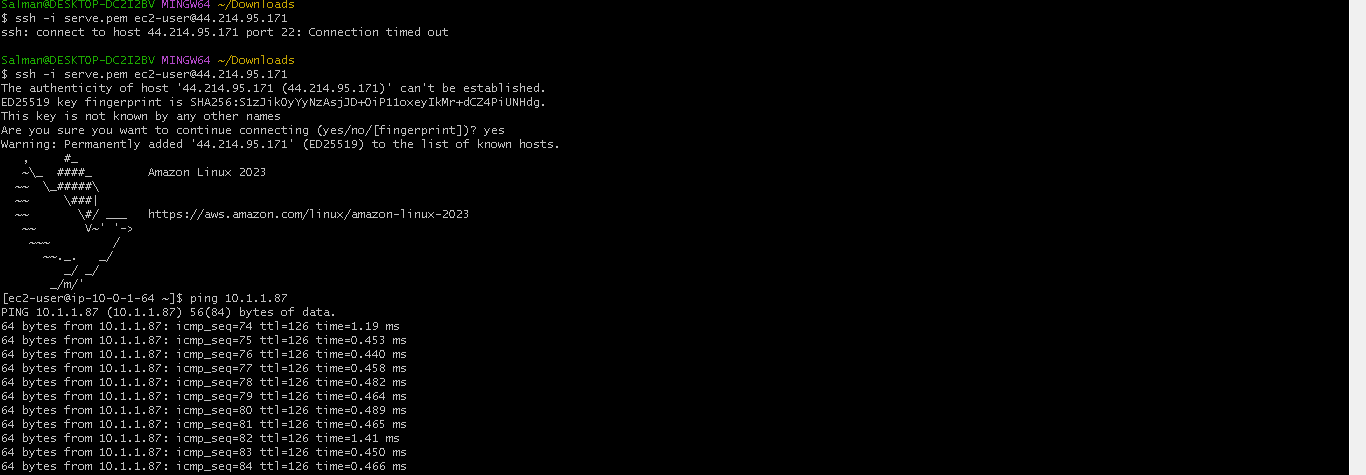 Salman@DESKTOP-DC2I2BV MINGW64 ~/Downloads
$ ssh -i serve.pem ec2-user@44.214.95.171
ssh: connect to host 44.214.95.171 port 22: Connection timed out
Salman@DESKTOP-DC2I2BV MINGW64 ~/Downloads
$ ssh -i serve.pem ec2-user@44.214.95.171
The authenticity of host '44.214.95.171 (44.214.95.171)' can't be established.
ED25519 key fingerprint is SHA256:S1zJikOyYyNzAsjJD+OiP11oxeyIkMr+dCZ4PiUNHdg.
This key is not known by any other names
Are you sure you want to continue connecting (yes/no/[fingerprint])? yes
Warning: Permanently added '44.214.95.171' (ED25519) to the list of known hosts.
   ,     #_
   ~\_  ####_        Amazon Linux 2023
  ~~  \_#####\
  ~~     \###|
  ~~       \#/ ___   https://aws.amazon.com/linux/amazon-linux-2023
   ~~       V~' '->
    ~~~         /
      ~~._.   _/
         _/ _/
       _/m/'
[ec2-user@ip-10-0-1-64 ~]$ ping 10.1.1.87
PING 10.1.1.87 (10.1.1.87) 56(84) bytes of data.
64 bytes from 10.1.1.87: icmp_seq=74 ttl=126 time=1.19 ms
64 bytes from 10.1.1.87: icmp_seq=75 ttl=126 time=0.453 ms
64 bytes from 10.1.1.87: icmp_seq=76 ttl=126 time=0.440 ms
64 bytes from 10.1.1.87: icmp_seq=77 ttl=126 time=0.458 ms
64 bytes from 10.1.1.87: icmp_seq=78 ttl=126 time=0.482 ms
64 bytes from 10.1.1.87: icmp_seq=79 ttl=126 time=0.464 ms
64 bytes from 10.1.1.87: icmp_seq=80 ttl=126 time=0.489 ms
64 bytes from 10.1.1.87: icmp_seq=81 ttl=126 time=0.465 ms
64 bytes from 10.1.1.87: icmp_seq=82 ttl=126 time=1.41 ms
64 bytes from 10.1.1.87: icmp_seq=83 ttl=126 time=0.450 ms
64 bytes from 10.1.1.87: icmp_seq=84 ttl=126 time=0.466 ms